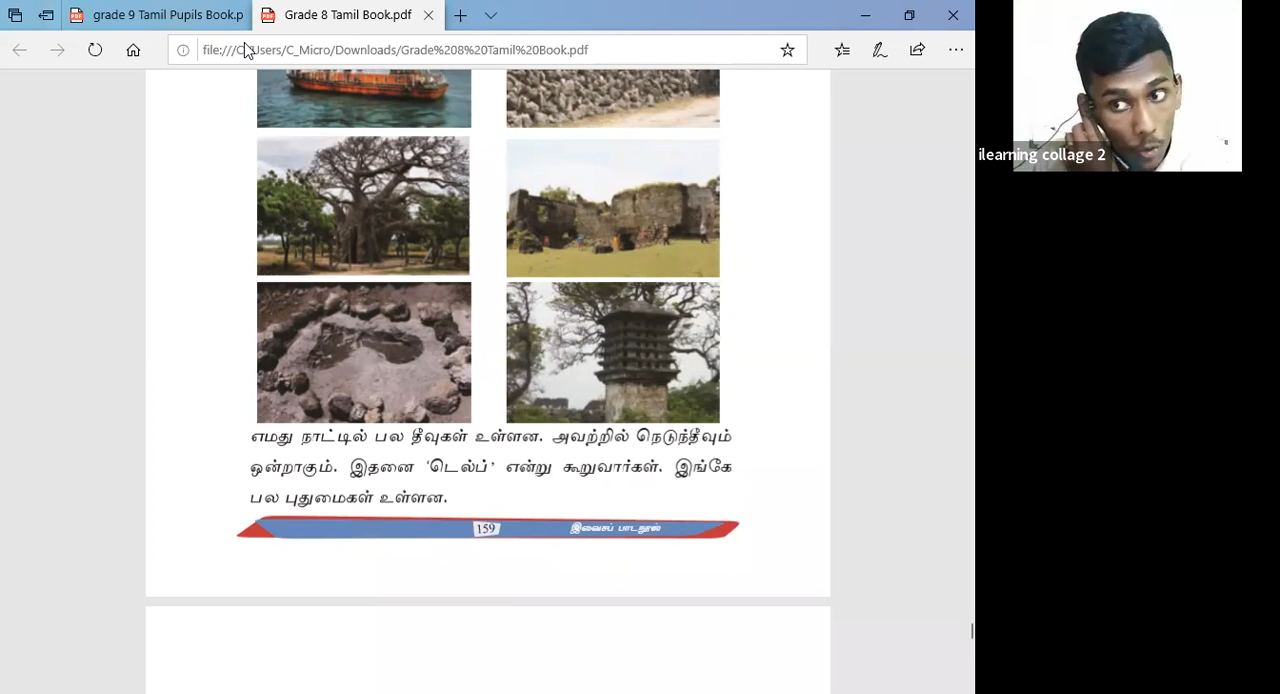 grade 9 Tamil Pupils Book.p
Grade 8 Tamil Book.pdf
file:///C:/Users/C_Micro/Downloads/Grade%208%20Tamil%20Book.pdf
ilearning collage 2
எமது நாட்டில் பல தீவுகள் உள்ளன. அவற்றில் நெடுந்தீவும்
ஒன்றாகும். இதனை ‘டெல்ப்’ என்று கூறுவார்கள். இங்கே
பல புதுமைகள் உள்ளன.
159 இலவசப் பாடநூல்